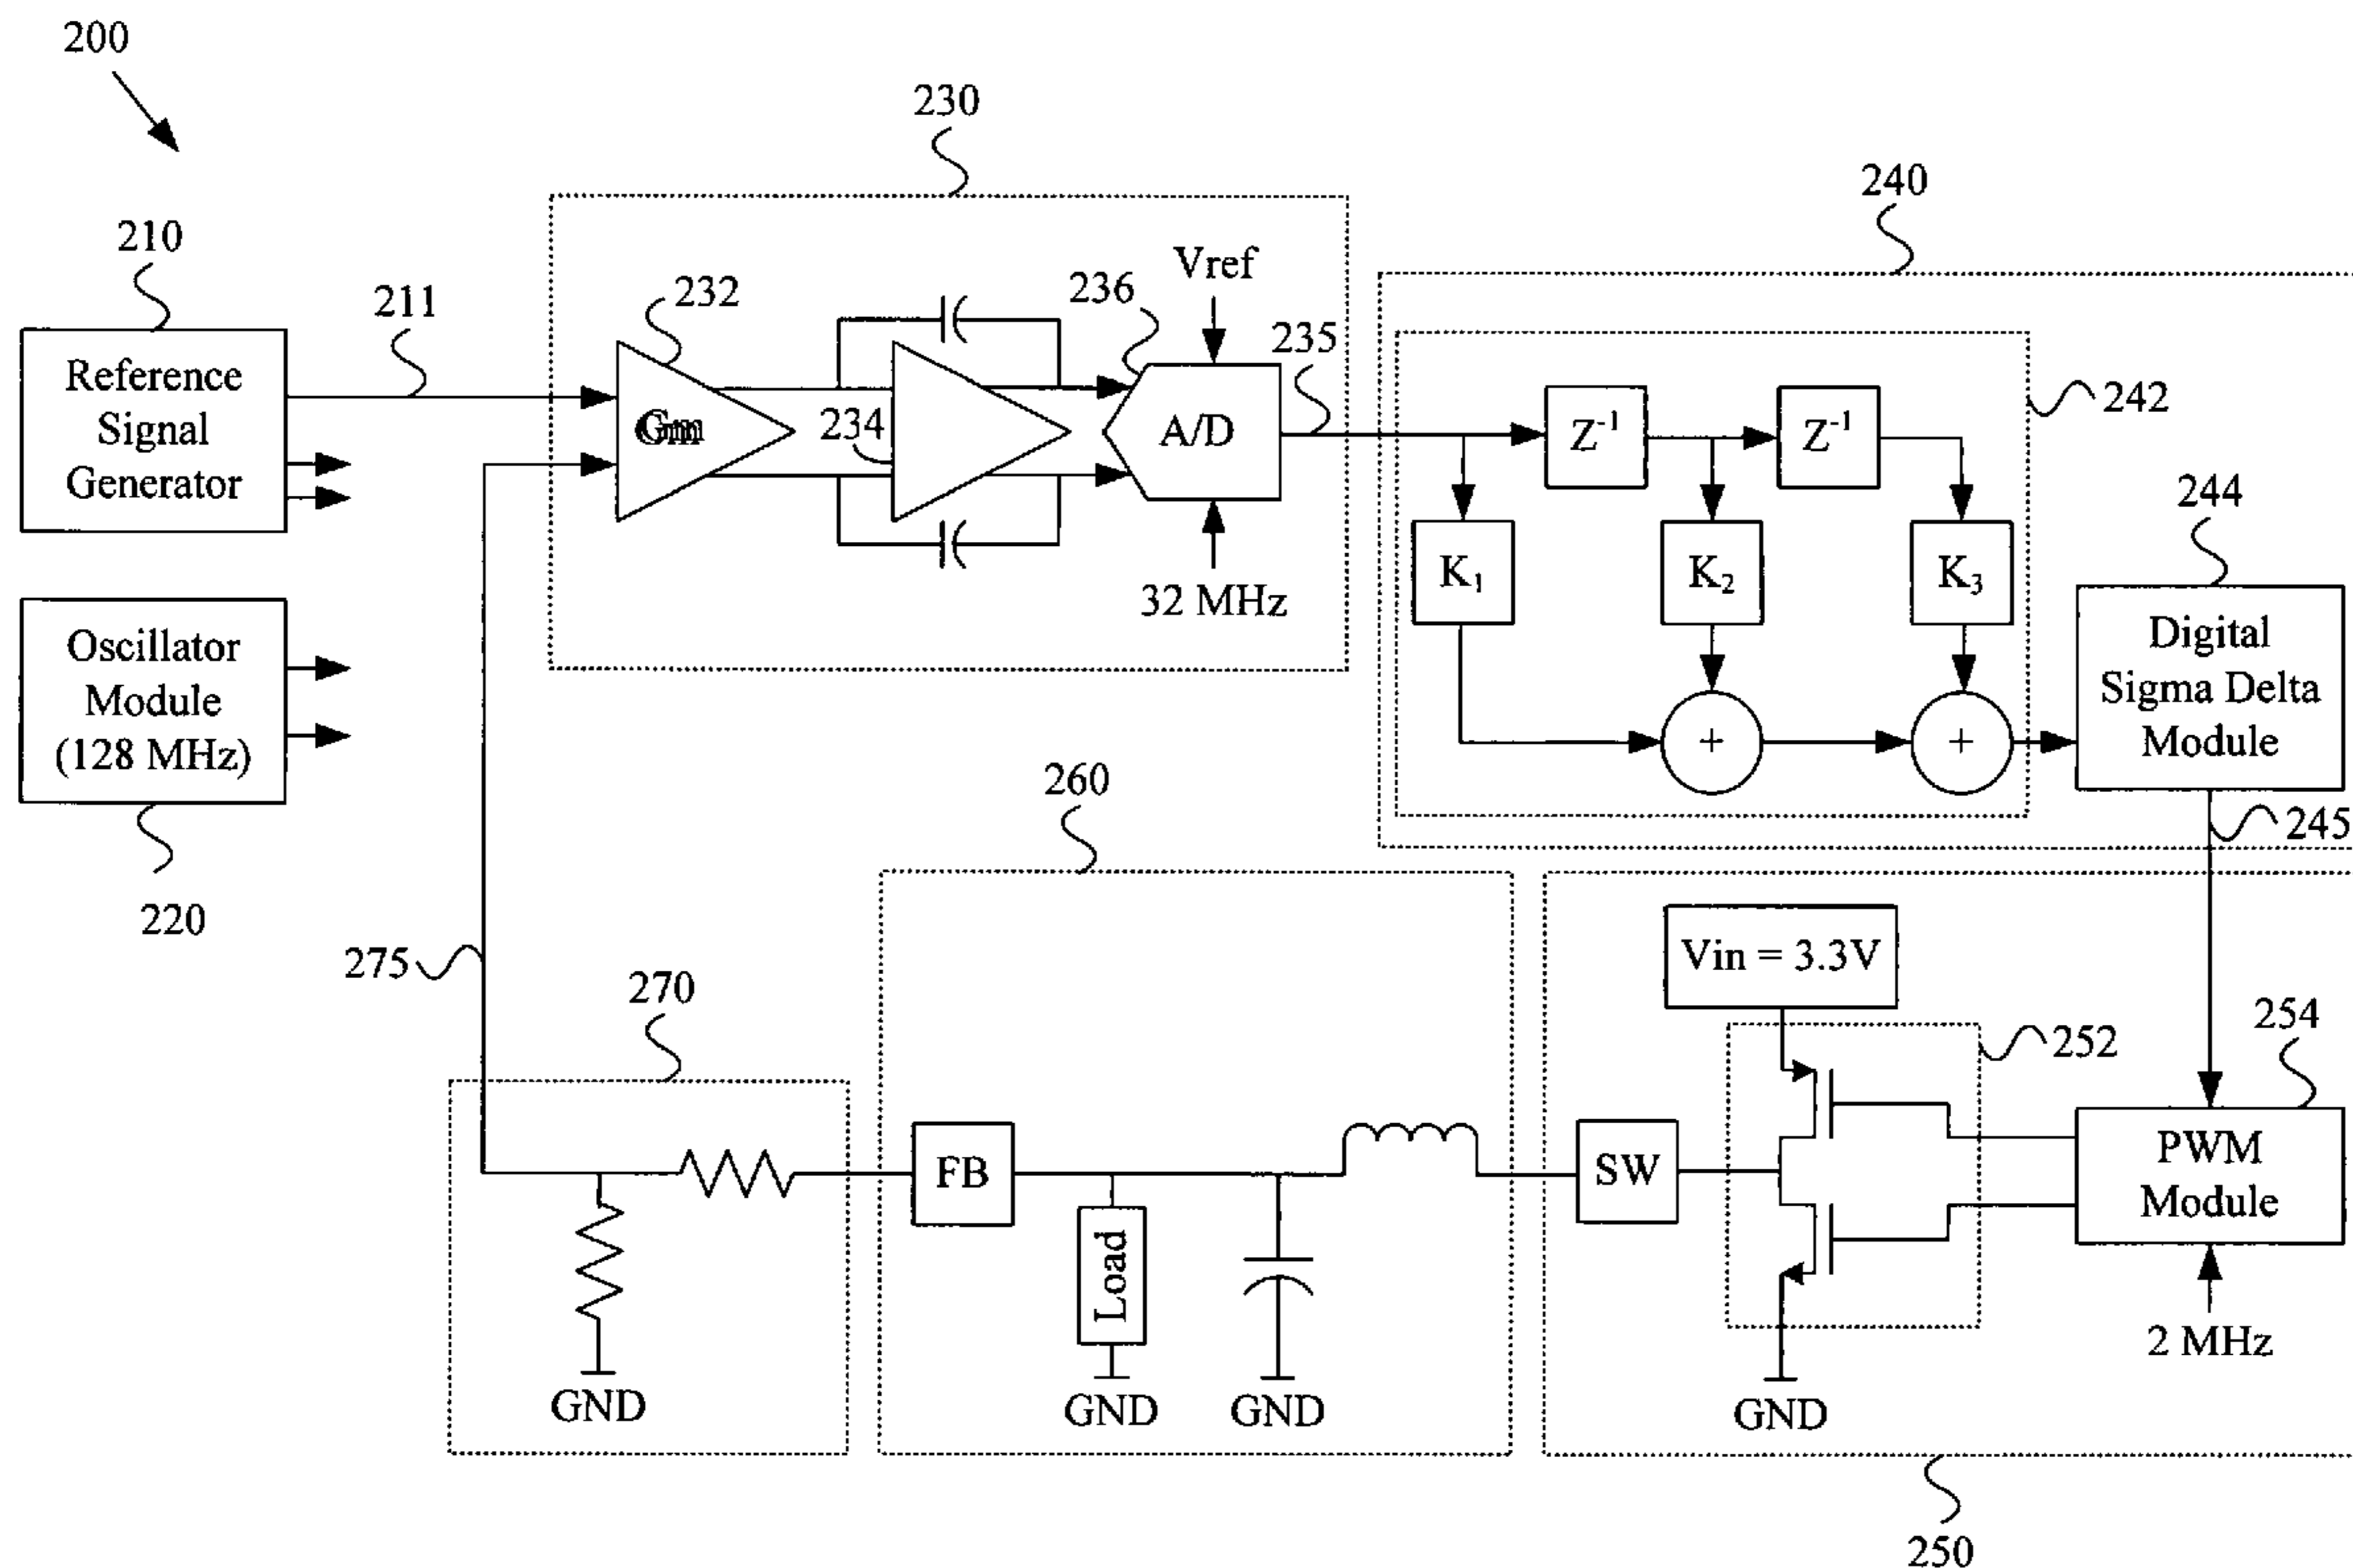 200
230
240
210
211
232
236
Vref
235
242
Reference
Signal
Generator
Gm
234
A/D
Z⁻¹
Z⁻¹
244
32 MHz
K₁
K₂
K₃
Digital
Sigma Delta
Module
Oscillator
Module
(128 MHz)
+
+
220
260
245
275
270
Vin = 3.3V
252
254
FB
Load
SW
PWM
Module
GND
GND
GND
GND
2 MHz
250